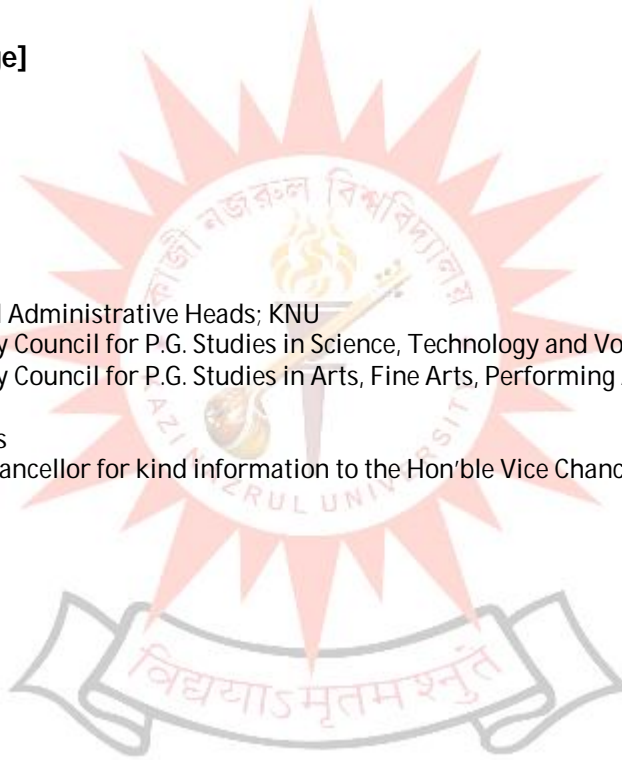 ge]
Administrative Heads; KNU
y Council for P.G. Studies in Science, Technology and Vo
y Council for P.G. Studies in Arts, Fine Arts, Performing
s
ancellor for kind information to the Hon'ble Vice Chanc
কাজী নজরুল বিশ্ববিদ্যালয়
KAZI NAZRUL UNIVERSITY
विद्ययाऽमृतमश्नुते